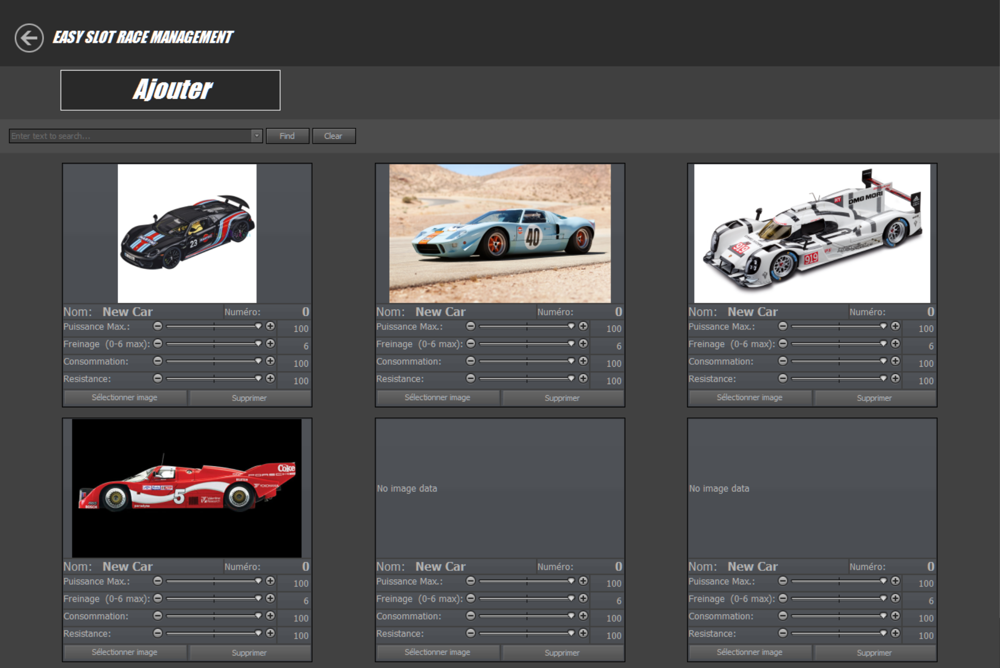 EASY SLOT RACE MANAGEMENT
Ajouter
Enter text to search...
Find
Clear
MARTINI
23
MARTINI
40
HY
DMG MORI
919
919
Nom: New Car Numéro: 0
Puissance Max.: 100
Freinage (0-6 max): 6
Consommation: 100
Resistance: 100
Sélectionner image Supprimer
Nom: New Car Numéro: 0
Puissance Max.: 100
Freinage (0-6 max): 6
Consommation: 100
Resistance: 100
Sélectionner image Supprimer
Nom: New Car Numéro: 0
Puissance Max.: 100
Freinage (0-6 max): 6
Consommation: 100
Resistance: 100
Sélectionner image Supprimer
Coke
PORSCHE
YOKOHAMA
5
Valentine
Research
BOSCH
paradyne
Nom: New Car Numéro: 0
Puissance Max.: 100
Freinage (0-6 max): 6
Consommation: 100
Resistance: 100
Sélectionner image Supprimer
No image data
Nom: New Car Numéro: 0
Puissance Max.: 100
Freinage (0-6 max): 6
Consommation: 100
Resistance: 100
Sélectionner image Supprimer
No image data
Nom: New Car Numéro: 0
Puissance Max.: 100
Freinage (0-6 max): 6
Consommation: 100
Resistance: 100
Sélectionner image Supprimer